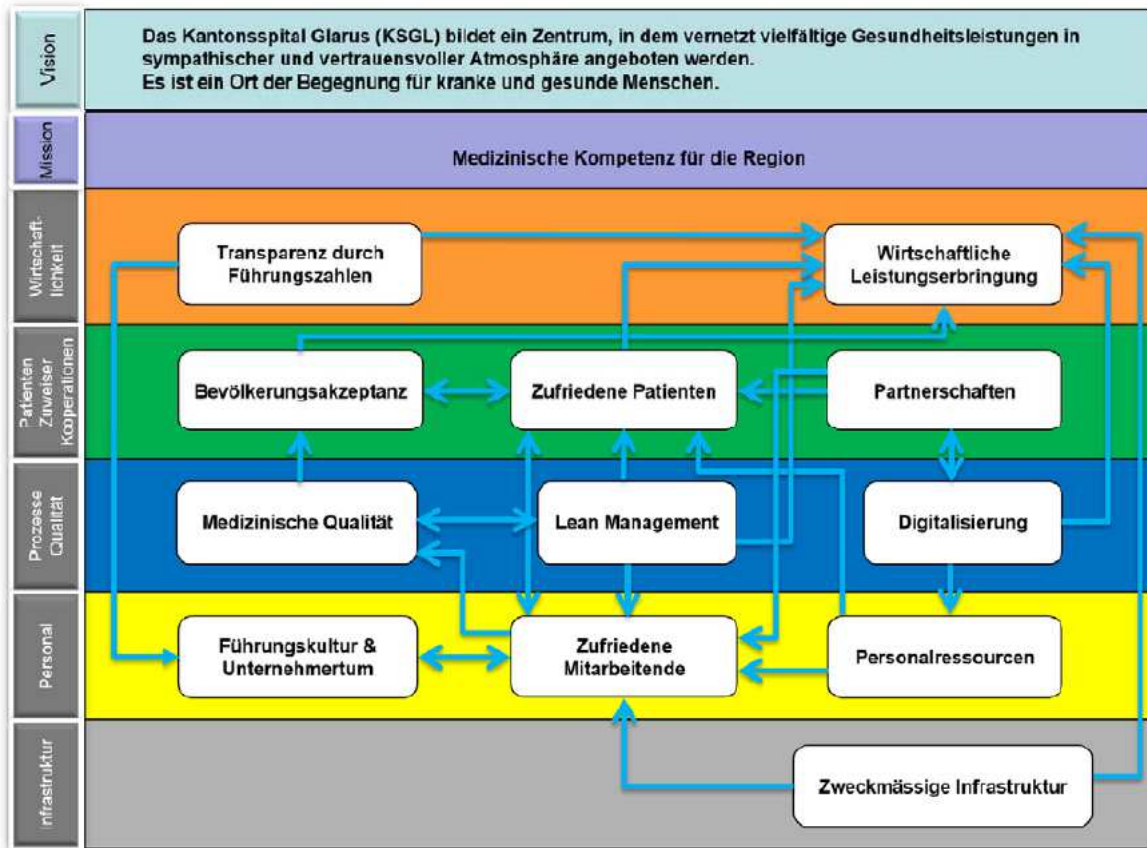 Vision
Das Kantonsspital Glarus (KSGL) bildet ein Zentrum, in dem vernetzt vielfältige Gesundheitsleistungen in
sympathischer und vertrauensvoller Atmosphäre angeboten werden.
Es ist ein Ort der Begegnung für kranke und gesunde Menschen.
Mission
Medizinische Kompetenz für die Region
Wirtschaft-
lichkeit
Transparenz durch
Führungszahlen
Wirtschaftliche
Leistungserbringung
Patienten
Zuweiser
Kooperationen
Bevölkerungsakzeptanz
Zufriedene Patienten
Partnerschaften
Prozesse
Qualität
Medizinische Qualität
Lean Management
Digitalisierung
Personal
Führungskultur &
Unternehmertum
Zufriedene
Mitarbeitende
Personalressourcen
Infrastruktur
Zweckmässige Infrastruktur